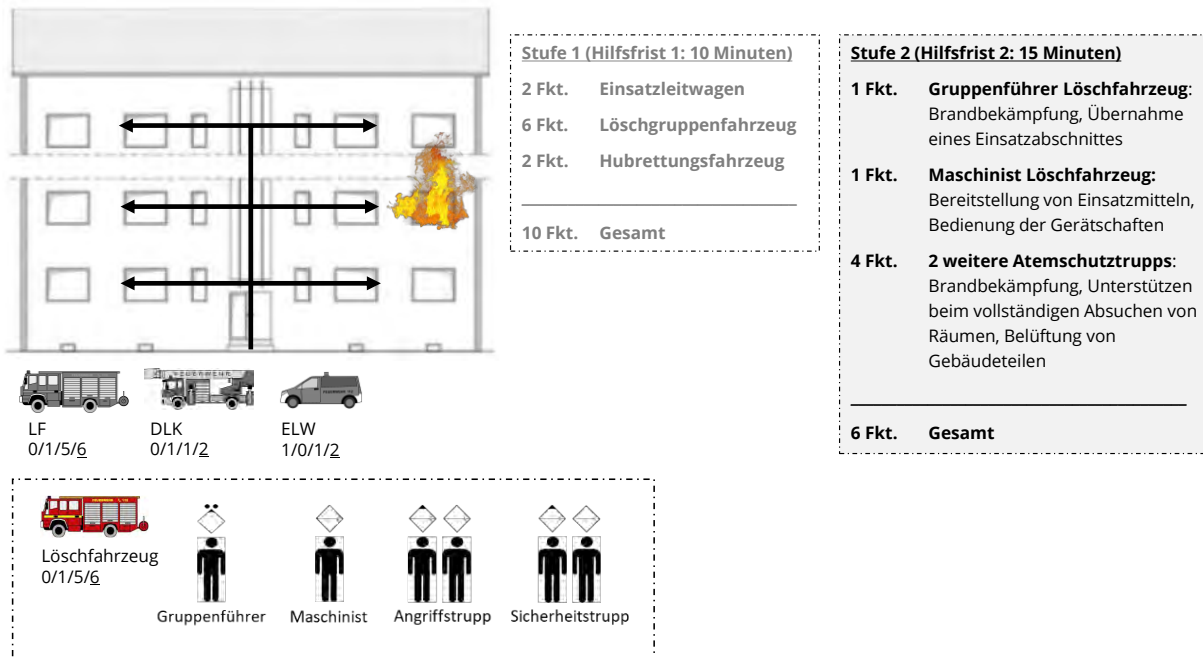 Stufe 1 (Hilfsfrist 1: 10 Minuten)
2 Fkt. Einsatzleitwagen
6 Fkt. Löschgruppenfahrzeug
2 Fkt. Hubrettungsfahrzeug
10 Fkt. Gesamt
Stufe 2 (Hilfsfrist 2: 15 Minuten)
1 Fkt. Gruppenführer Löschfahrzeug:
Brandbekämpfung, Übernahme
eines Einsatzabschnittes
1 Fkt. Maschinist Löschfahrzeug:
Bereitstellung von Einsatzmitteln,
Bedienung der Gerätschaften
4 Fkt. 2 weitere Atemschutztrupps:
Brandbekämpfung, Unterstützen
beim vollständigen Absuchen von
Räumen, Belüftung von
Gebäudeteilen
6 Fkt. Gesamt
LF
0/1/5/6
DLK
0/1/1/2
ELW
1/0/1/2
Löschfahrzeug
0/1/5/6
Gruppenführer
Maschinist
Angriffstrupp
Sicherheitstrupp